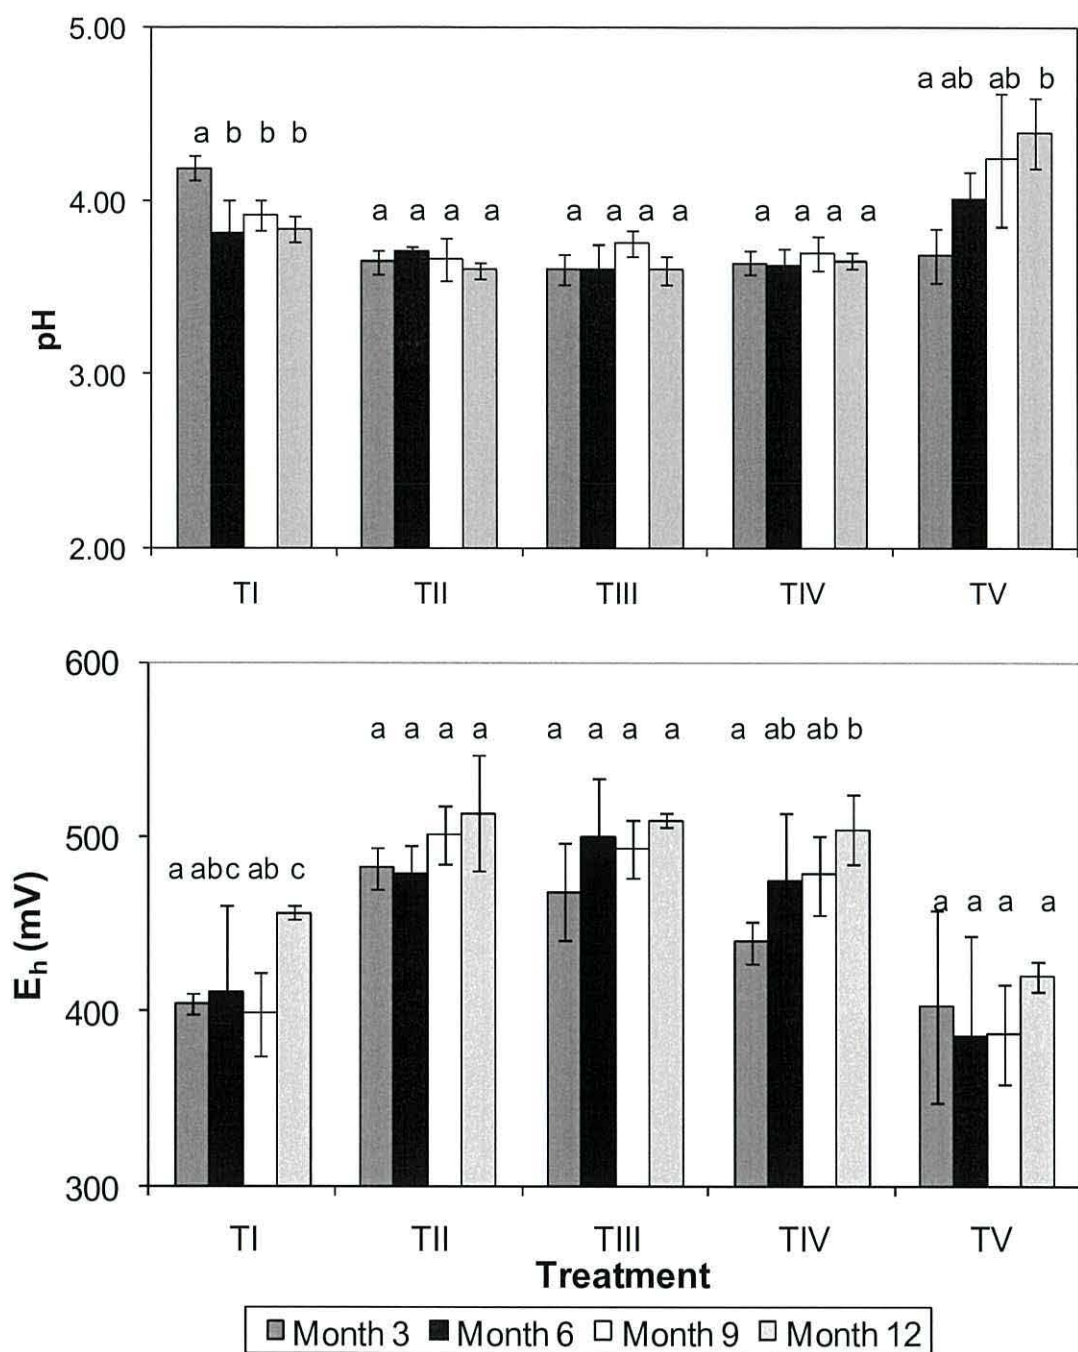 5.00
a ab ab b
a b b b
4.00
a a a a
a a a a
a a a a
pH
3.00
2.00
TI TII TIII TIV TV
600
a a a a
a a a a
a ab ab b
500
a abc ab c
a a a a
Eh (mV)
400
300
TI TII TIII TIV TV
Treatment
Month 3 Month 6 Month 9 Month 12